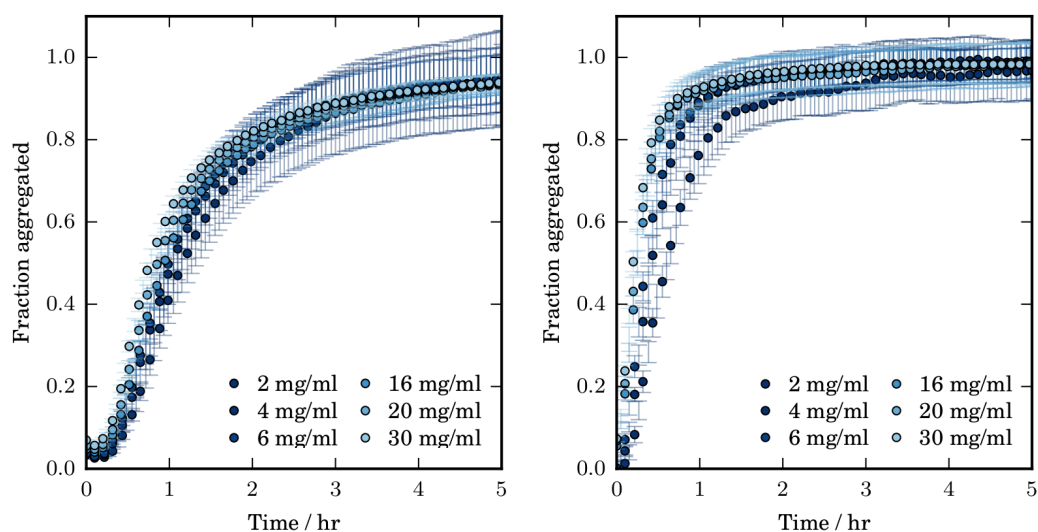 1.0
0.8
0.6
0.4
0.2
0.0
Fraction aggregated
2 mg/ml 16 mg/ml
4 mg/ml 20 mg/ml
6 mg/ml 30 mg/ml
0 1 2 3 4 5
Time / hr
1.0
0.8
0.6
0.4
0.2
0.0
Fraction aggregated
2 mg/ml 16 mg/ml
4 mg/ml 20 mg/ml
6 mg/ml 30 mg/ml
0 1 2 3 4 5
Time / hr